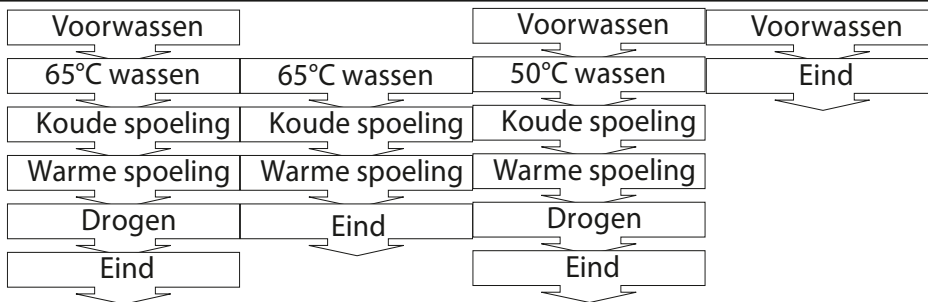 Voorwassen
65°C wassen
Koude spoeling
Warme spoeling
Drogen
Eind
65°C wassen
Koude spoeling
Warme spoeling
Eind
Voorwassen
50°C wassen
Koude spoeling
Warme spoeling
Drogen
Eind
Voorwassen
Eind